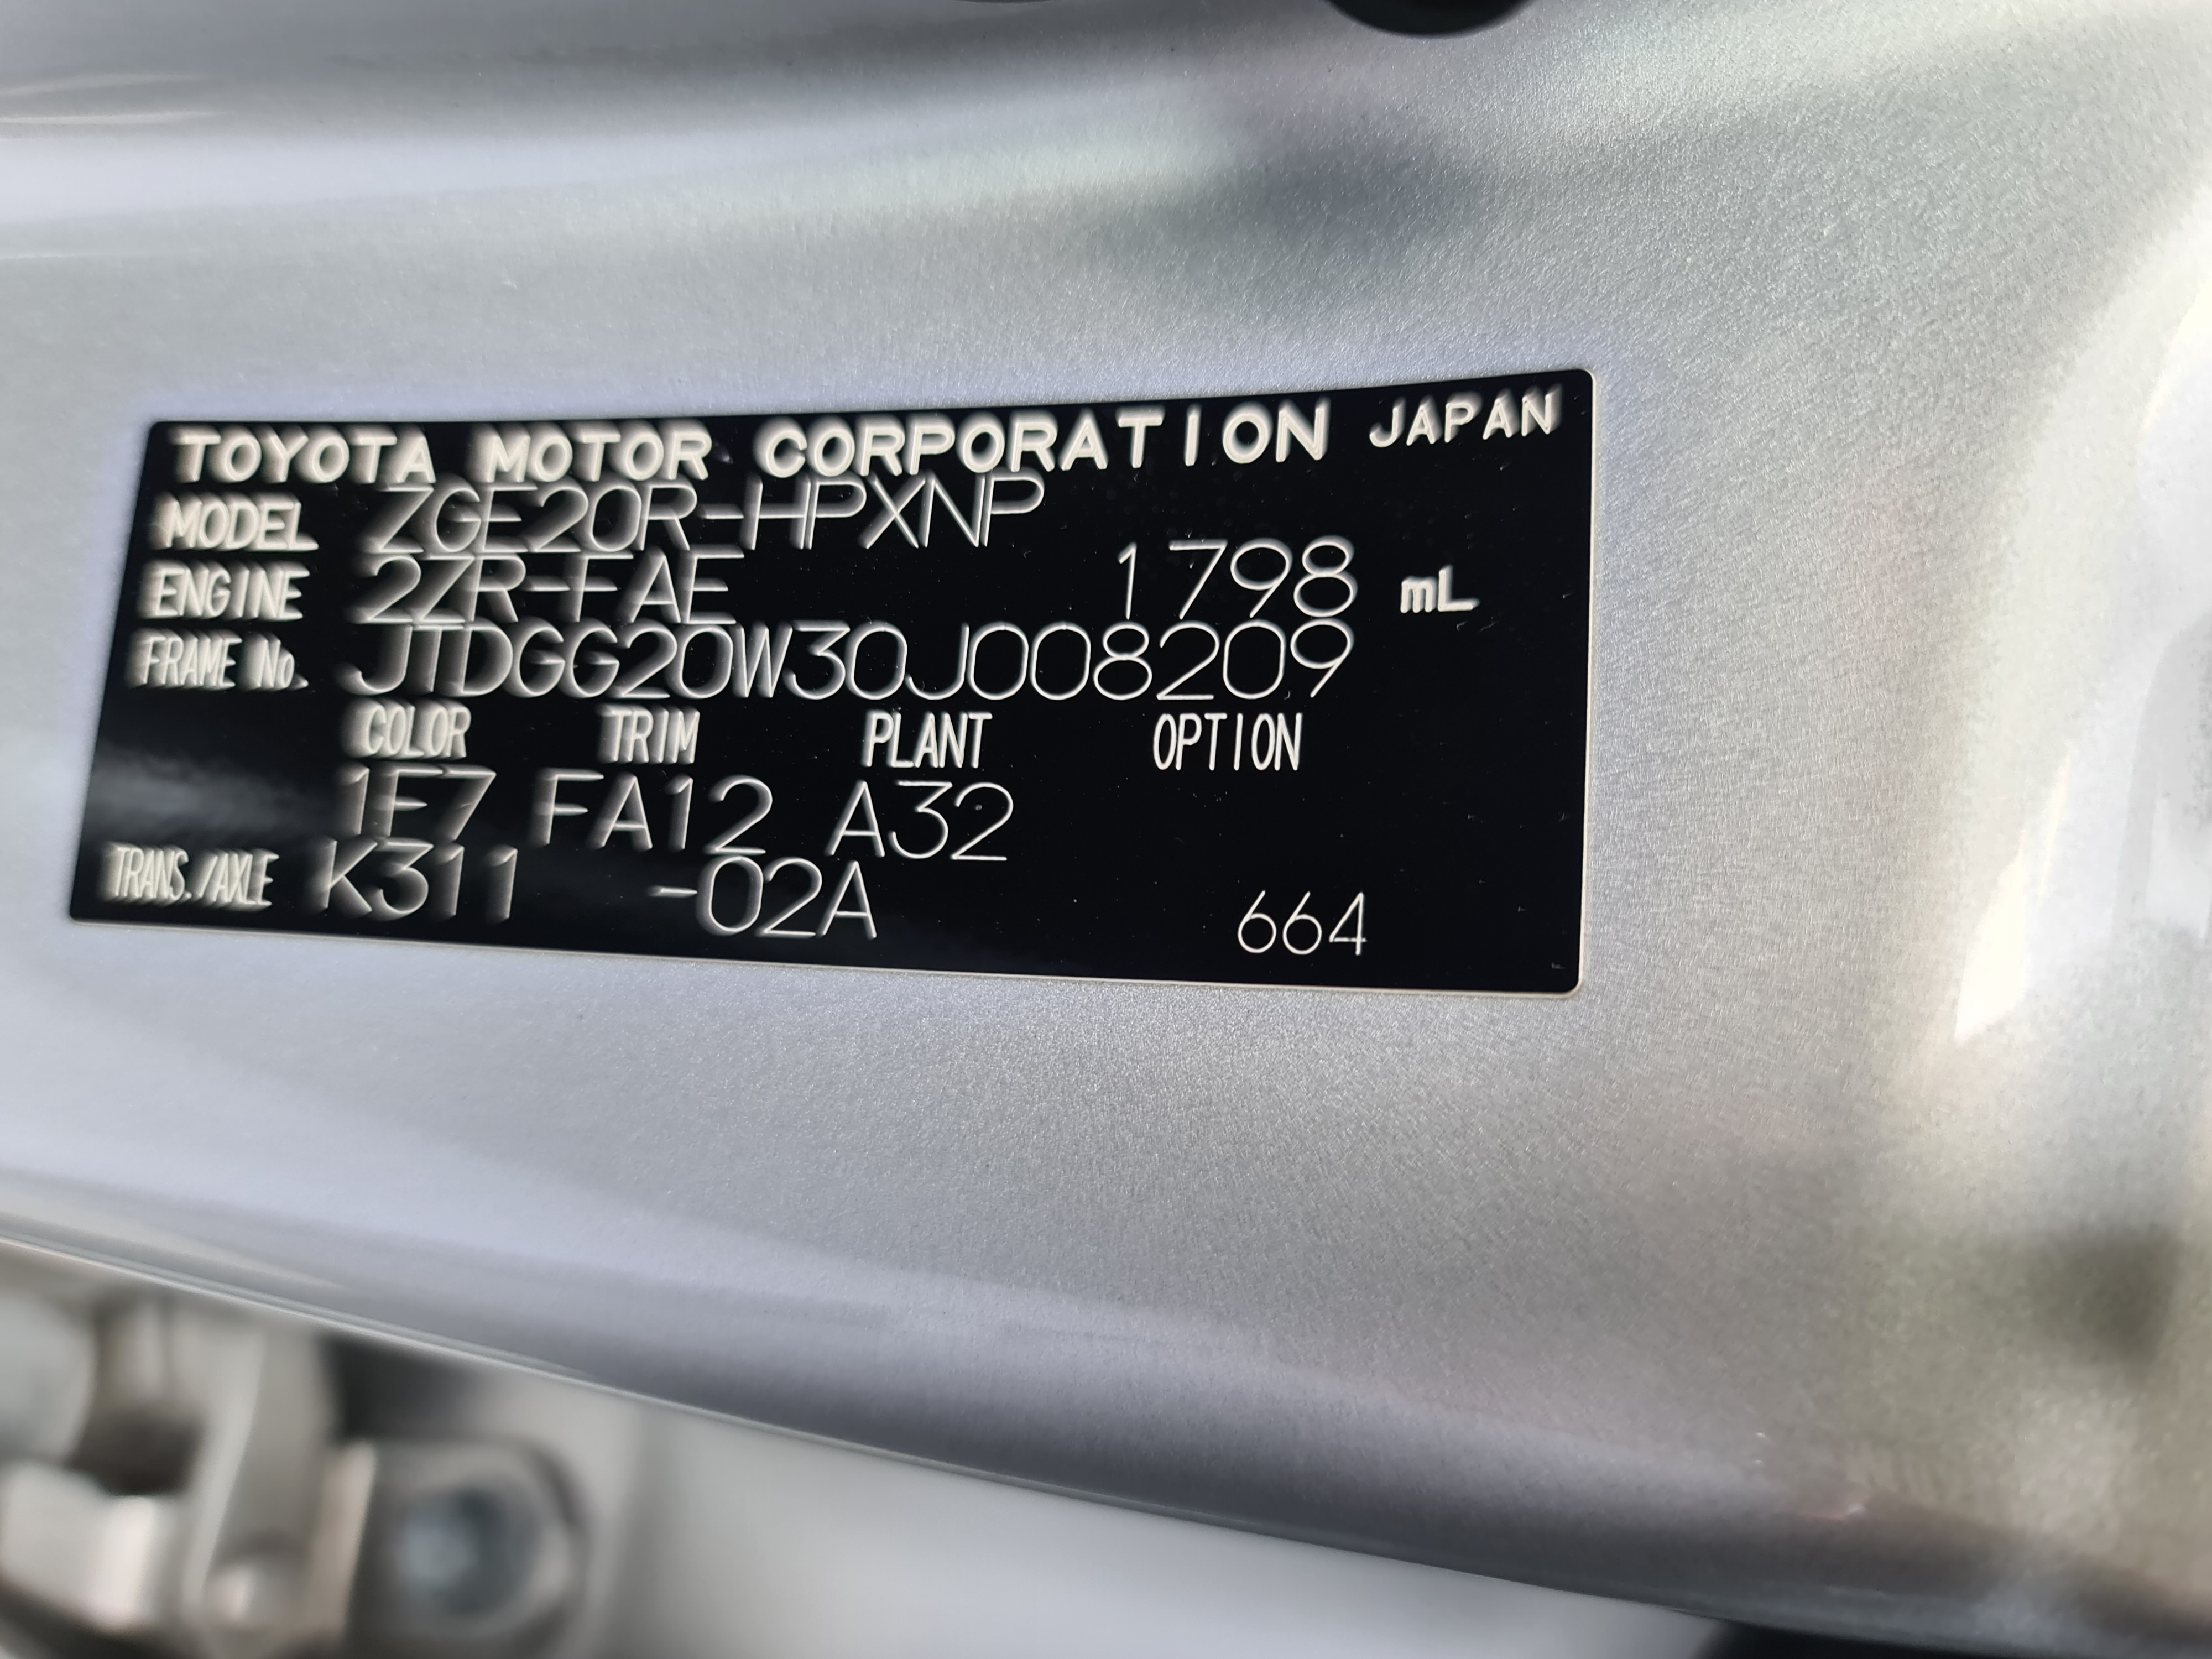 TOYOTA MOTOR CORPORATION JAPAN
MODEL ZGE20R-HPXNP
ENGINE 2ZR-FAE 1798 mL
FRAME No. JTDGG20W30J008209
COLOR TRIM PLANT OPTION
1F7 FA12 A32
TRANS./AXLE K311 -02A 664